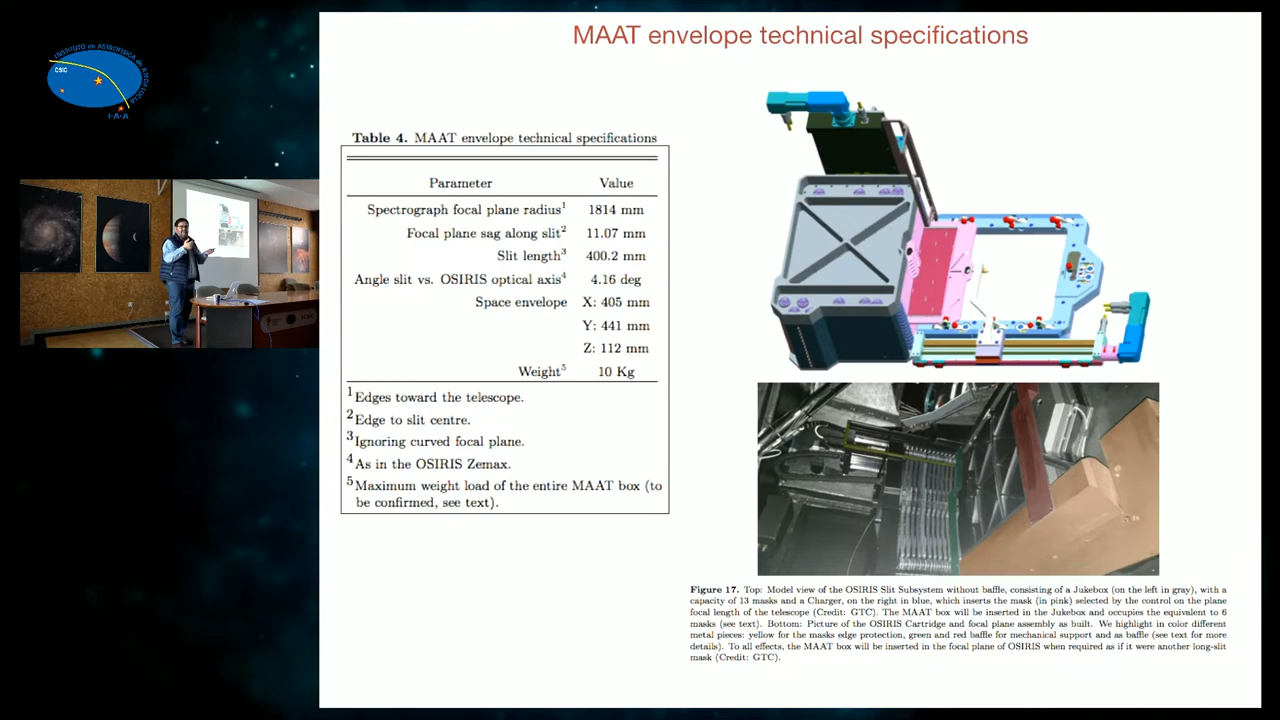 MAAT envelope technical specifications
INSTITUTO de ASTROFISICA de ANDALUCIA
CSIC
I·A·A
Table 4. MAAT envelope technical specifications
Parameter Value
Spectrograph focal plane radius¹ 1814 mm
Focal plane sag along slit² 11.07 mm
Slit length³ 400.2 mm
Angle slit vs. OSIRIS optical axis⁴ 4.16 deg
Space envelope X: 405 mm
Y: 441 mm
Z: 112 mm
Weight⁵ 10 Kg
¹Edges toward the telescope.
²Edge to slit centre.
³Ignoring curved focal plane.
⁴As in the OSIRIS Zemax.
⁵Maximum weight load of the entire MAAT box (to
be confirmed, see text).
Figure 17. Top: Model view of the OSIRIS Slit Subsystem without baffle, consisting of a Jukebox (on the left in gray), with a
capacity of 13 masks and a Charger, on the right in blue, which inserts the mask (in pink) selected by the control on the plane
focal length of the telescope (Credit: GTC). The MAAT box will be inserted in the Jukebox and occupies the equivalent to 6
masks (see text). Bottom: Picture of the OSIRIS Cartridge and focal plane assembly as built. We highlight in color different
metal pieces: yellow for the masks edge protection, green and red baffle for mechanical support and as baffle (see text for more
details). To all effects, the MAAT box will be inserted in the focal plane of OSIRIS when required as if it were another long-slit
mask (Credit: GTC).